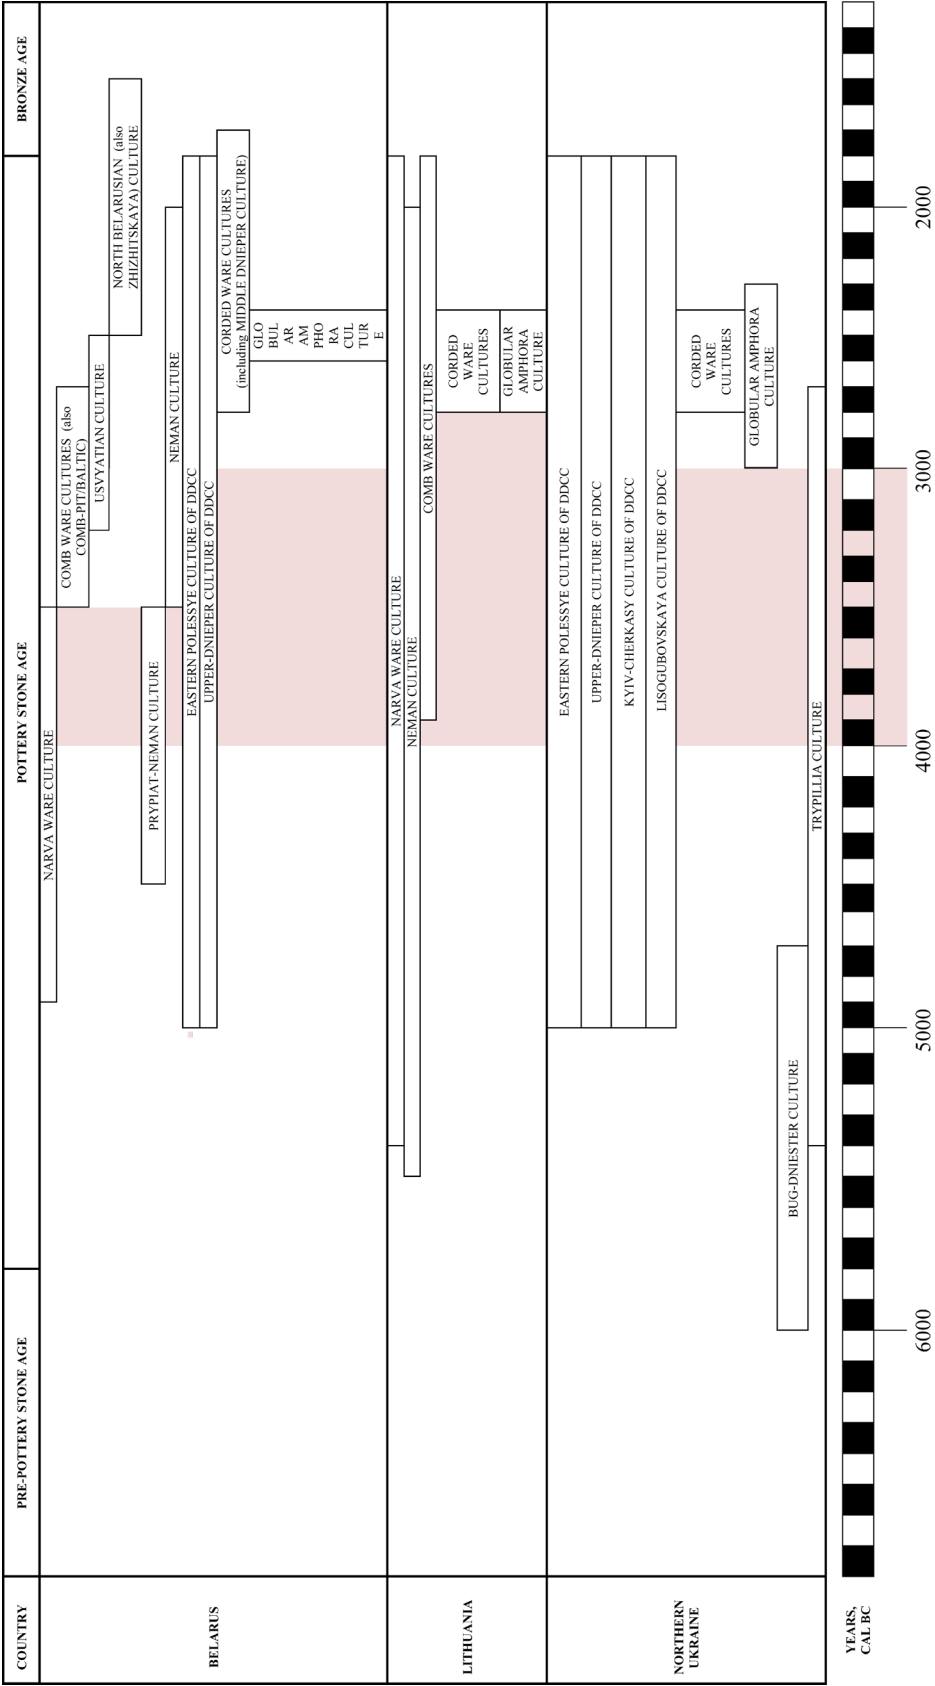 COUNTRY
PRE-POTTERY STONE AGE
POTTERY STONE AGE
BRONZE AGE
BELARUS
NARVA WARE CULTURE
COMB WARE CULTURES (also
COMB-PIT/BALTIC)
USVYATIAN CULTURE
NORTH BELARUSIAN (also
ZHIZHITSKAYA) CULTURE
PRYPIAT-NEMAN CULTURE
NEMAN CULTURE
EASTERN POLESSYE CULTURE OF DDCC
UPPER-DNIEPER CULTURE OF DDCC
CORDED WARE CULTURES
(including MIDDLE DNIEPER CULTURE)
GLO
BUL
AR
AM
PHO
RA
CUL
TUR
E
LITHUANIA
NARVA WARE CULTURE
NEMAN CULTURE
COMB WARE CULTURES
CORDED
WARE
CULTURES
GLOBULAR
AMPHORA
CULTURE
NORTHERN
UKRAINE
EASTERN POLESSYE CULTURE OF DDCC
UPPER-DNIEPER CULTURE OF DDCC
KYIV-CHERKASY CULTURE OF DDCC
LISOGUBOVSKAYA CULTURE OF DDCC
CORDED
WARE
CULTURES
GLOBULAR AMPHORA
CULTURE
BUG-DNIESTER CULTURE
TRYPILLIA CULTURE
YEARS,
CAL BC
6000
5000
4000
3000
2000